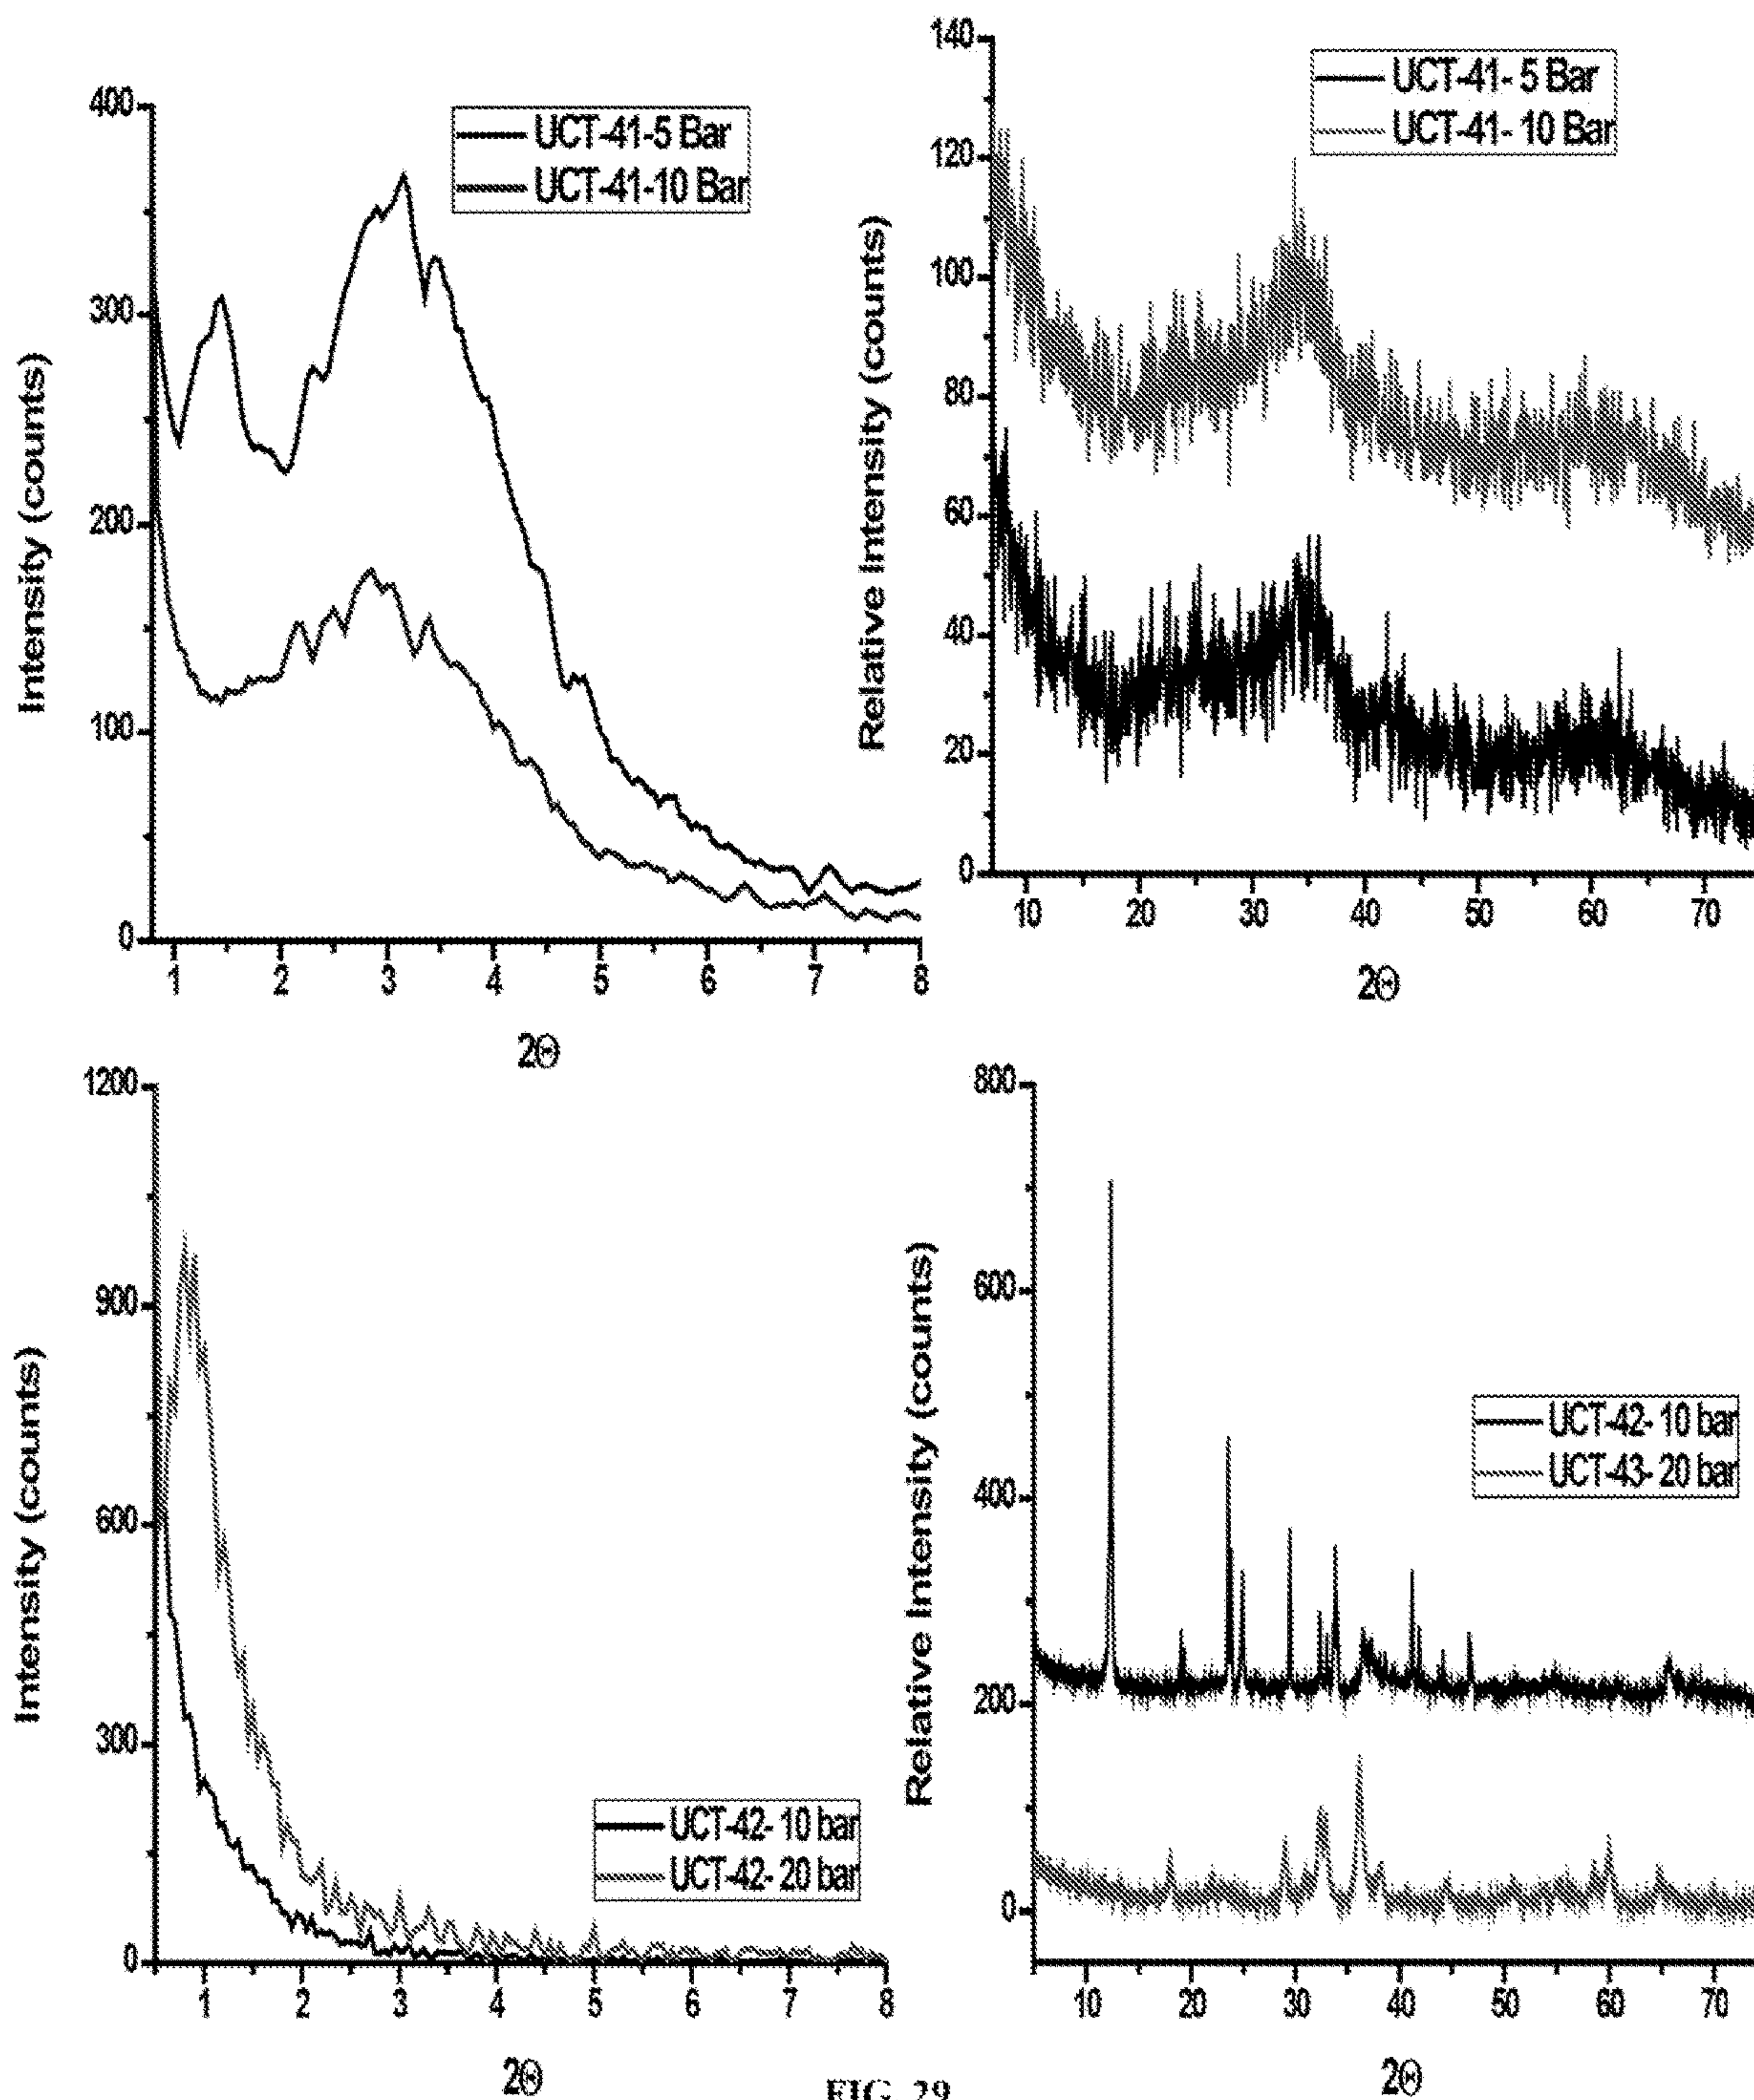 400
300
200
100
0
Intensity (counts)
UCT-41-5 Bar
UCT-41-10 Bar
1 2 3 4 5 6 7 8
2Θ
140
120
100
80
60
40
20
0
Relative Intensity (counts)
UCT-41- 5 Bar
UCT-41- 10 Bar
10 20 30 40 50 60 70
2Θ
1200
900
600
300
0
Intensity (counts)
UCT-42- 10 bar
UCT-42- 20 bar
1 2 3 4 5 6 7 8
2Θ
800
600
400
200
0
Relative Intensity (counts)
UCT-42- 10 bar
UCT-43- 20 bar
10 20 30 40 50 60 70
2Θ
FIG. 29